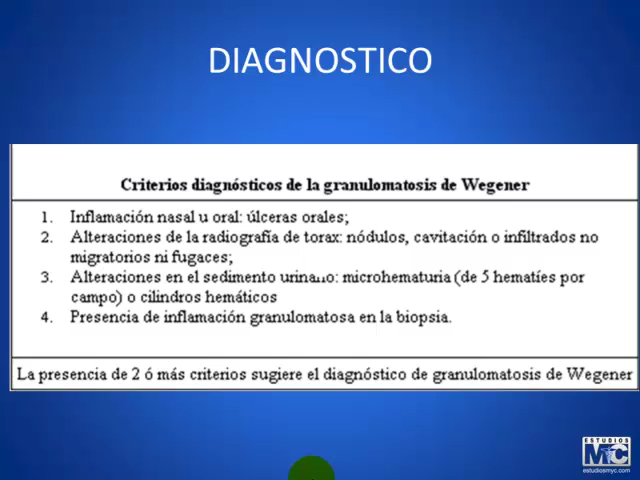 DIAGNOSTICO
Criterios diagnósticos de la granulomatosis de Wegener
1. Inflamación nasal u oral: úlceras orales;
2. Alteraciones de la radiografía de torax: nódulos, cavitación o infiltrados no
migratorios ni fugaces;
3. Alteraciones en el sedimento urinario: microhematuria (de 5 hematíes por
campo) o cilindros hemáticos
4. Presencia de inflamación granulomatosa en la biopsia.
La presencia de 2 ó más criterios sugiere el diagnóstico de granulomatosis de Wegener
ESTUDIOS
MyC
estudiosmyc.com